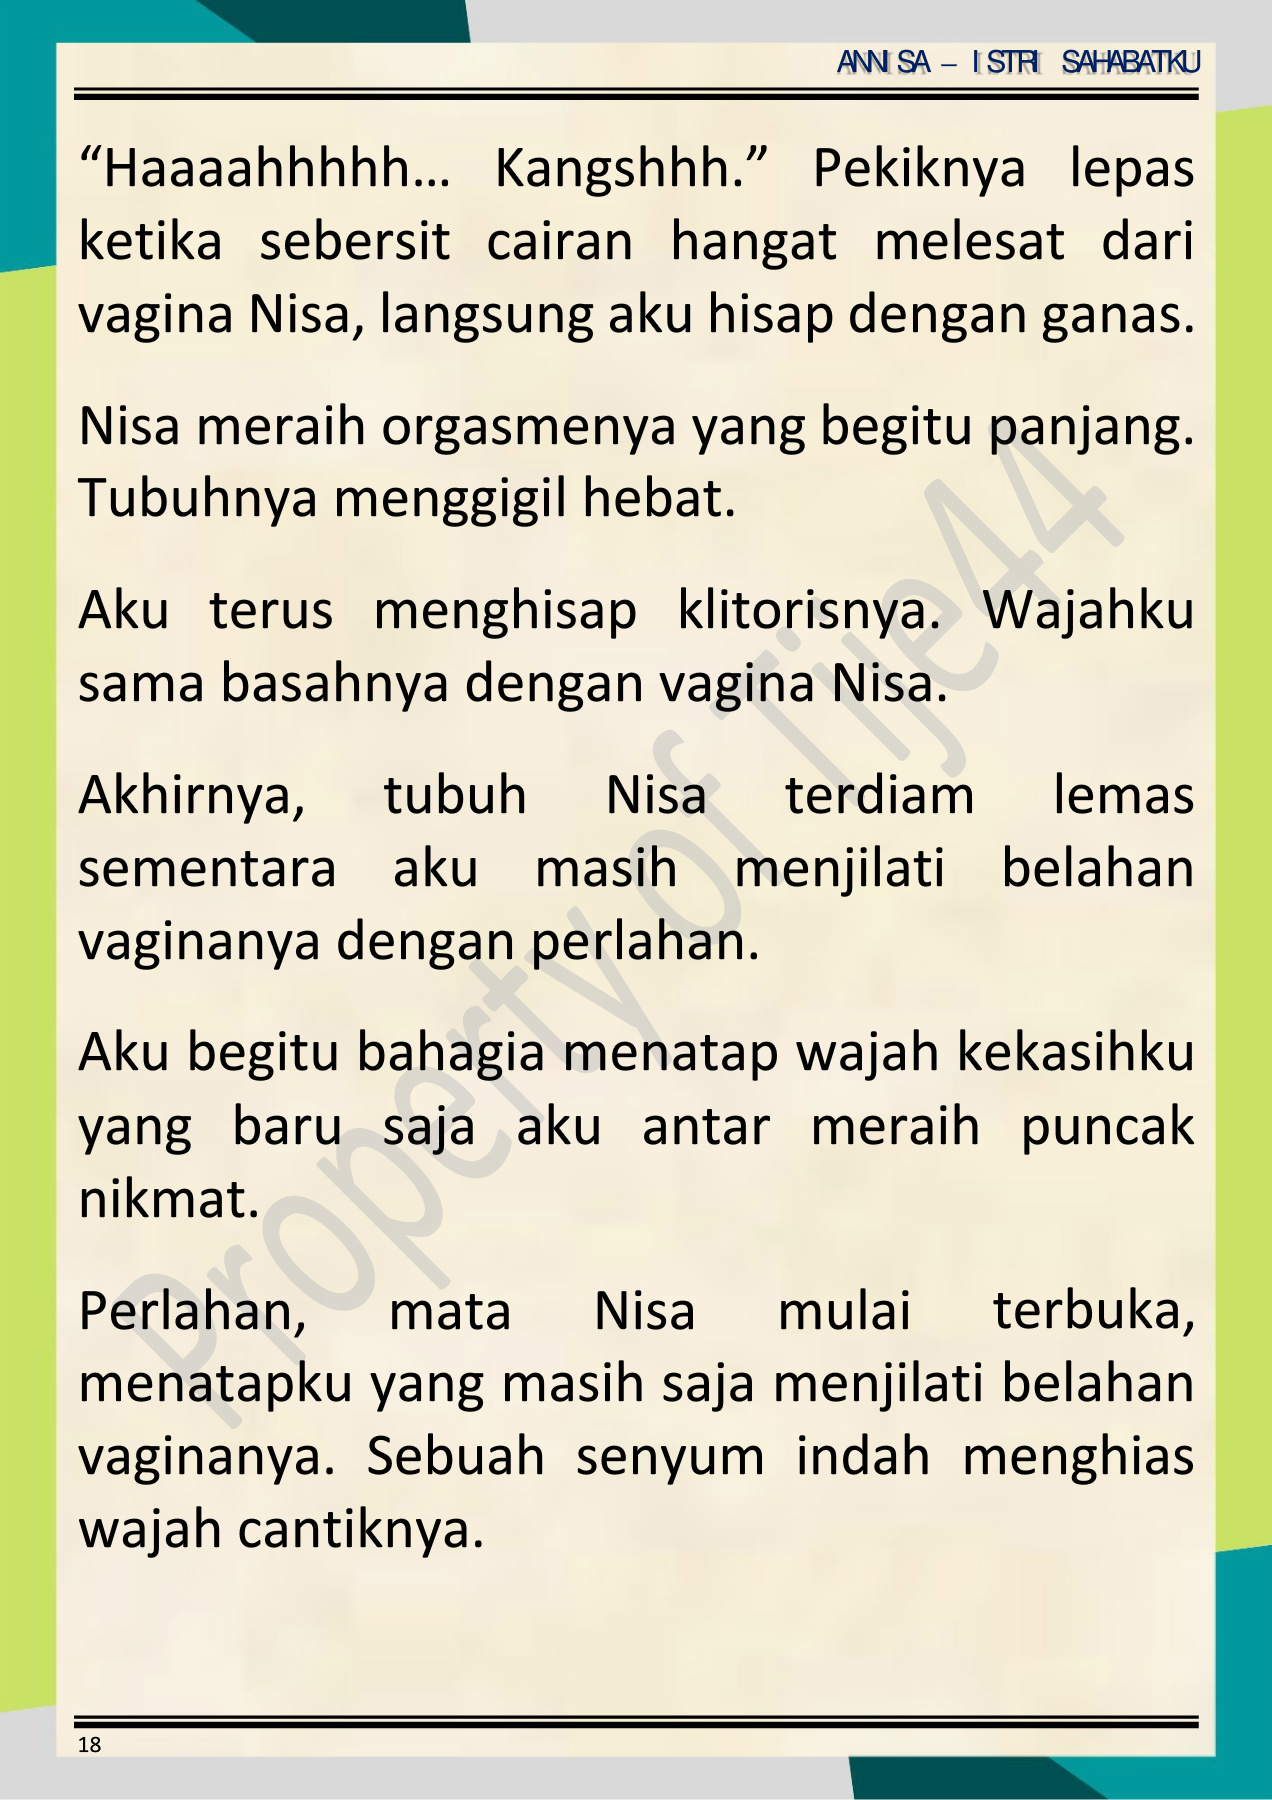 ANNISA – ISTRI SAHABATKU
“Haaaahhhhh… Kangshhh.” Pekiknya lepas
ketika sebersit cairan hangat melesat dari
vagina Nisa, langsung aku hisap dengan ganas.
Nisa meraih orgasmenya yang begitu panjang.
Tubuhnya menggigil hebat.
Aku terus menghisap klitorisnya. Wajahku
sama basahnya dengan vagina Nisa.
Akhirnya, tubuh Nisa terdiam lemas
sementara aku masih menjilati belahan
vaginanya dengan perlahan.
Aku begitu bahagia menatap wajah kekasihku
yang baru saja aku antar meraih puncak
nikmat.
Perlahan, mata Nisa mulai terbuka,
menatapku yang masih saja menjilati belahan
vaginanya. Sebuah senyum indah menghias
wajah cantiknya.
18
Property of Tije44